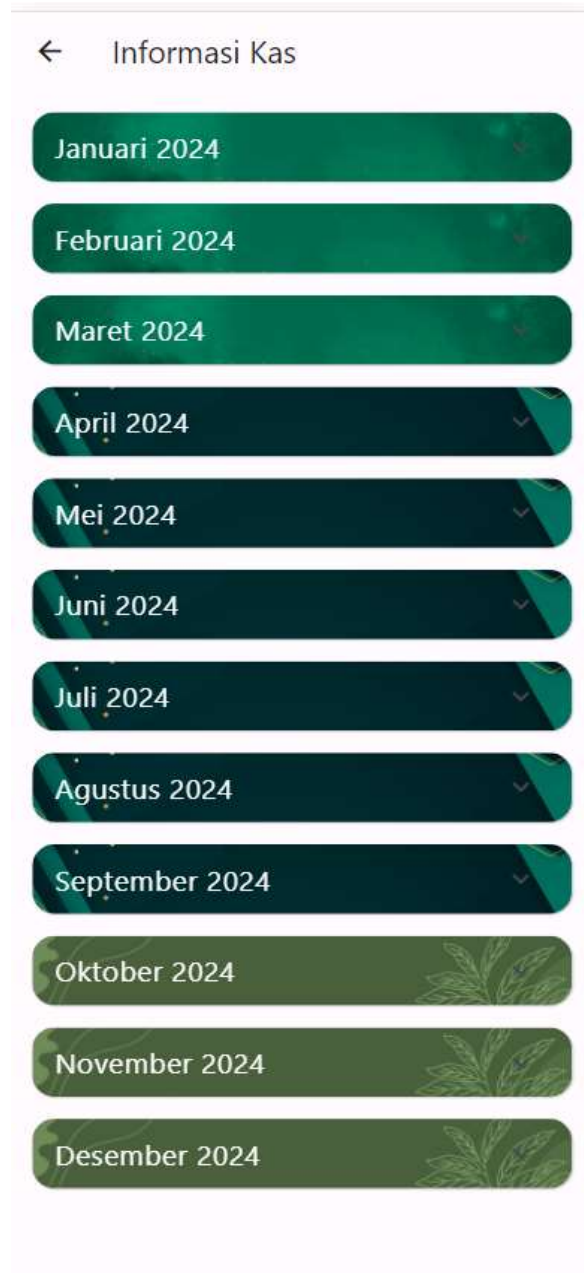 Informasi Kas
Januari 2024
Februari 2024
Maret 2024
April 2024
Mei 2024
Juni 2024
Juli 2024
Agustus 2024
September 2024
Oktober 2024
November 2024
Desember 2024